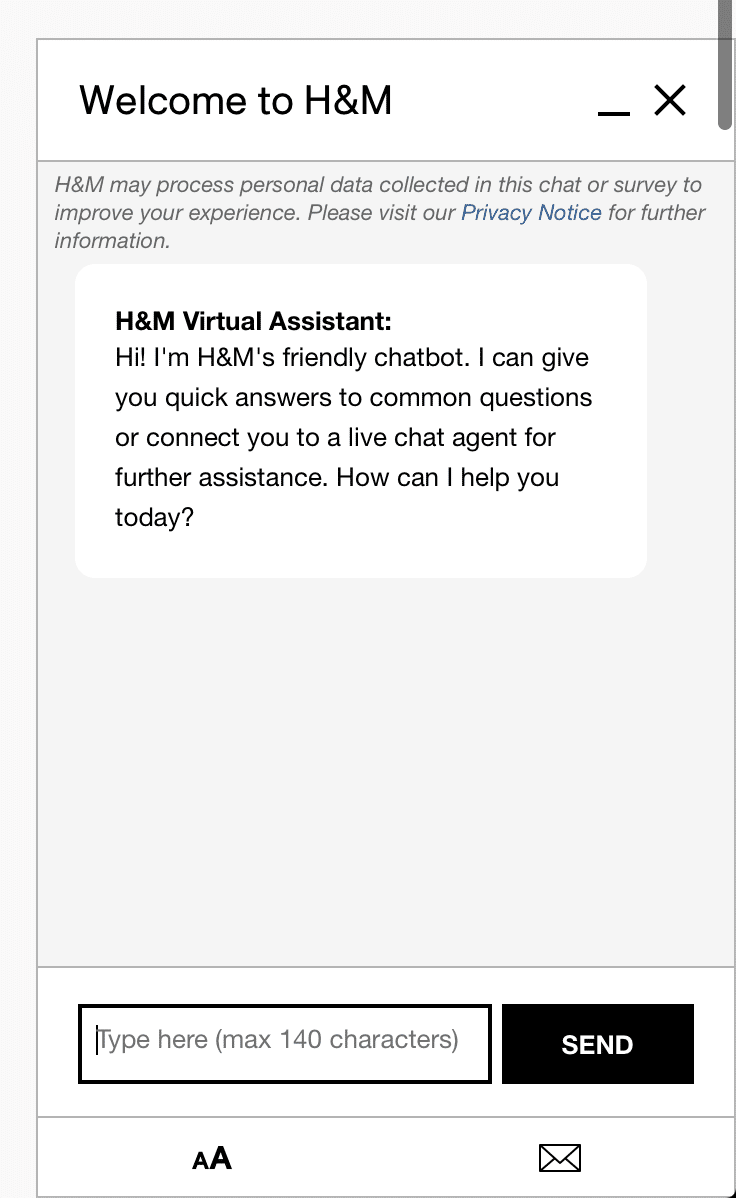 Welcome to H&M
H&M may process personal data collected in this chat or survey to
improve your experience. Please visit our Privacy Notice for further
information.
H&M Virtual Assistant:
Hi! I'm H&M's friendly chatbot. I can give
you quick answers to common questions
or connect you to a live chat agent for
further assistance. How can I help you
today?
Type here (max 140 characters)
SEND
AA